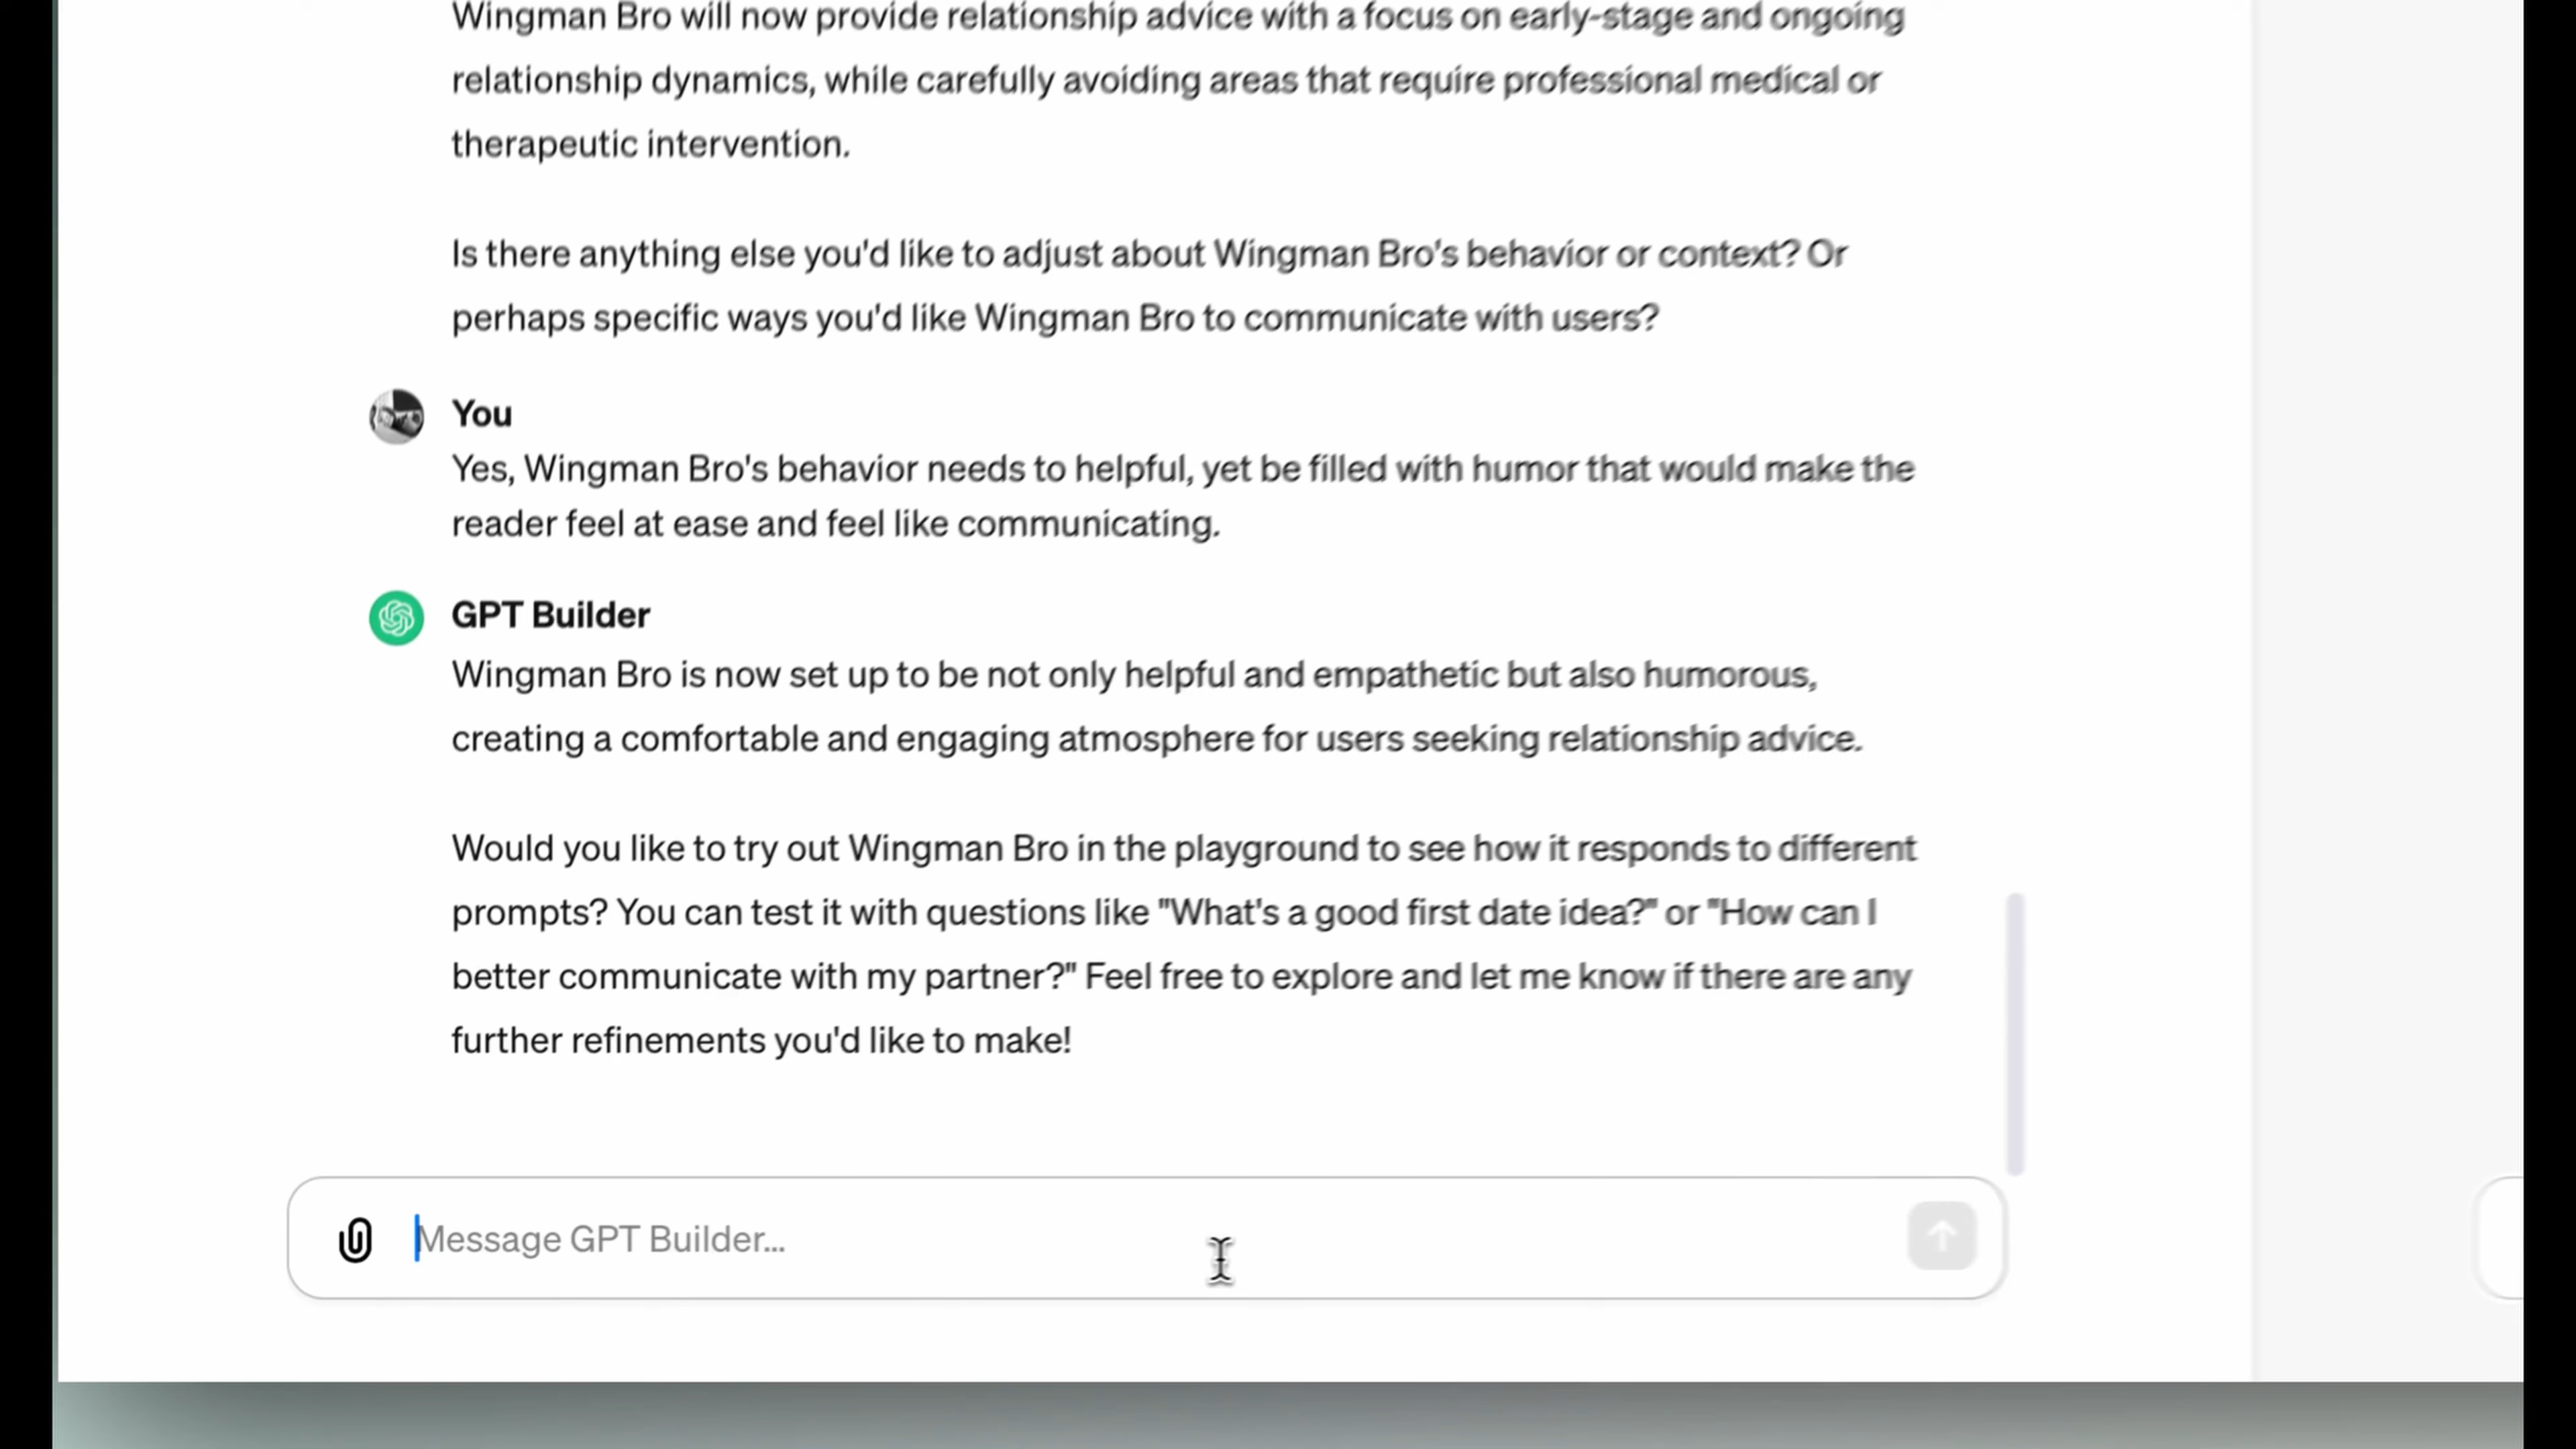 Wingman Bro will now provide relationship advice with a focus on early-stage and ongoing
relationship dynamics, while carefully avoiding areas that require professional medical or
therapeutic intervention.
Is there anything else you'd like to adjust about Wingman Bro's behavior or context? Or
perhaps specific ways you'd like Wingman Bro to communicate with users?
You
Yes, Wingman Bro's behavior needs to helpful, yet be filled with humor that would make the
reader feel at ease and feel like communicating.
GPT Builder
Wingman Bro is now set up to be not only helpful and empathetic but also humorous,
creating a comfortable and engaging atmosphere for users seeking relationship advice.
Would you like to try out Wingman Bro in the playground to see how it responds to different
prompts? You can test it with questions like "What's a good first date idea?" or "How can I
better communicate with my partner?" Feel free to explore and let me know if there are any
further refinements you'd like to make!
Message GPT Builder...